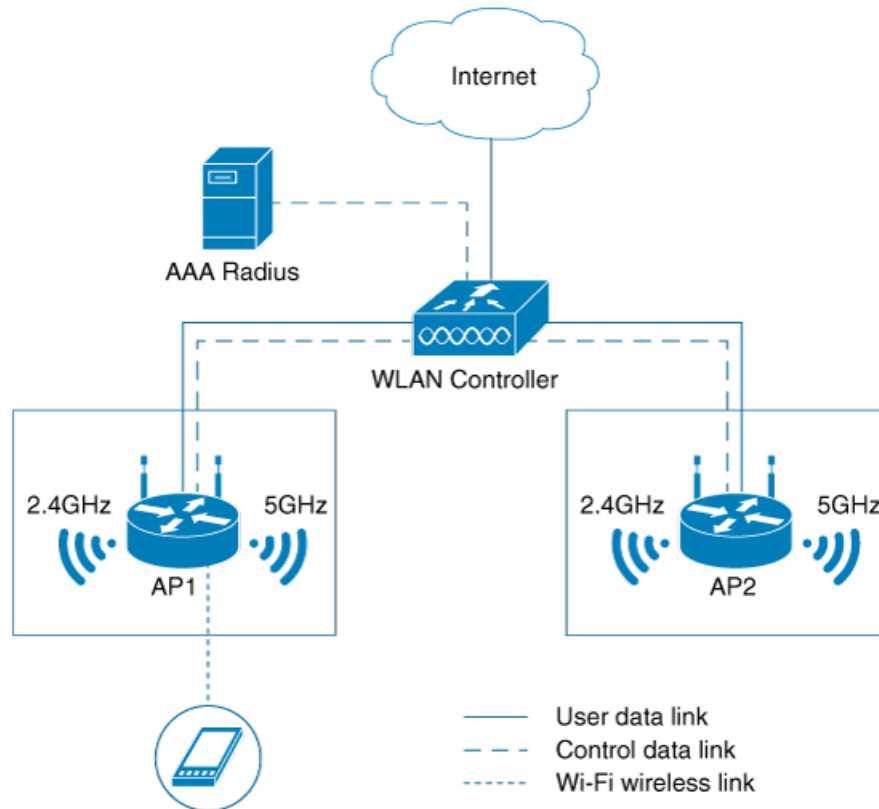 Internet
AAA Radius
WLAN Controller
2.4GHz
5GHz
AP1
2.4GHz
5GHz
AP2
User data link
Control data link
Wi-Fi wireless link